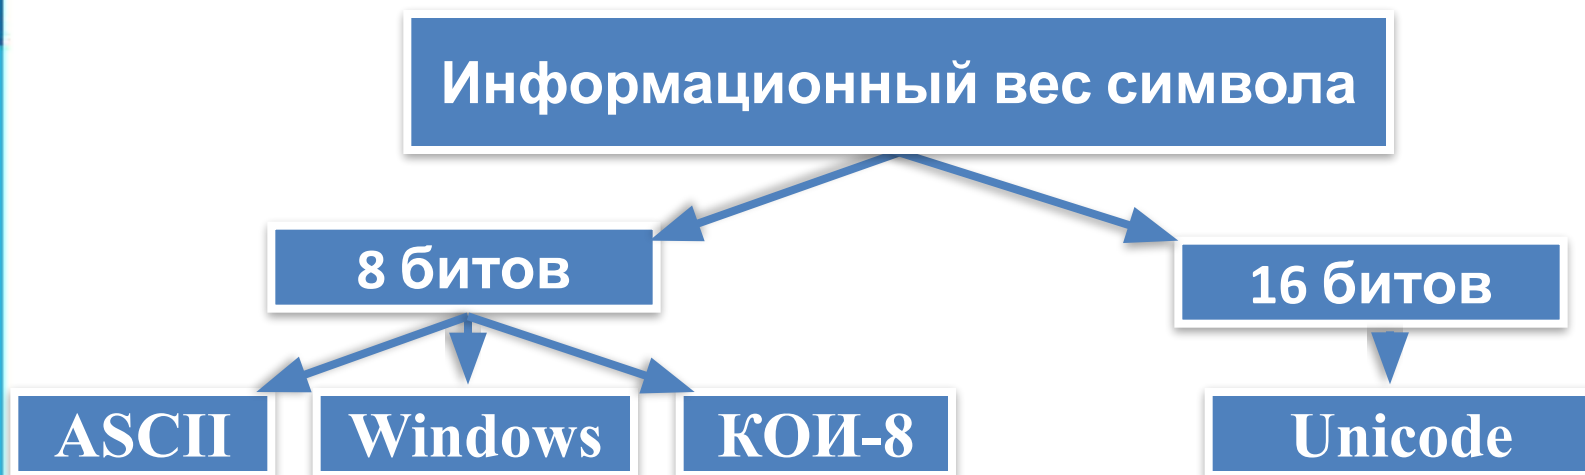 Информационный вес символа
8 битов
16 битов
ASCII
Windows
КОИ-8
Unicode